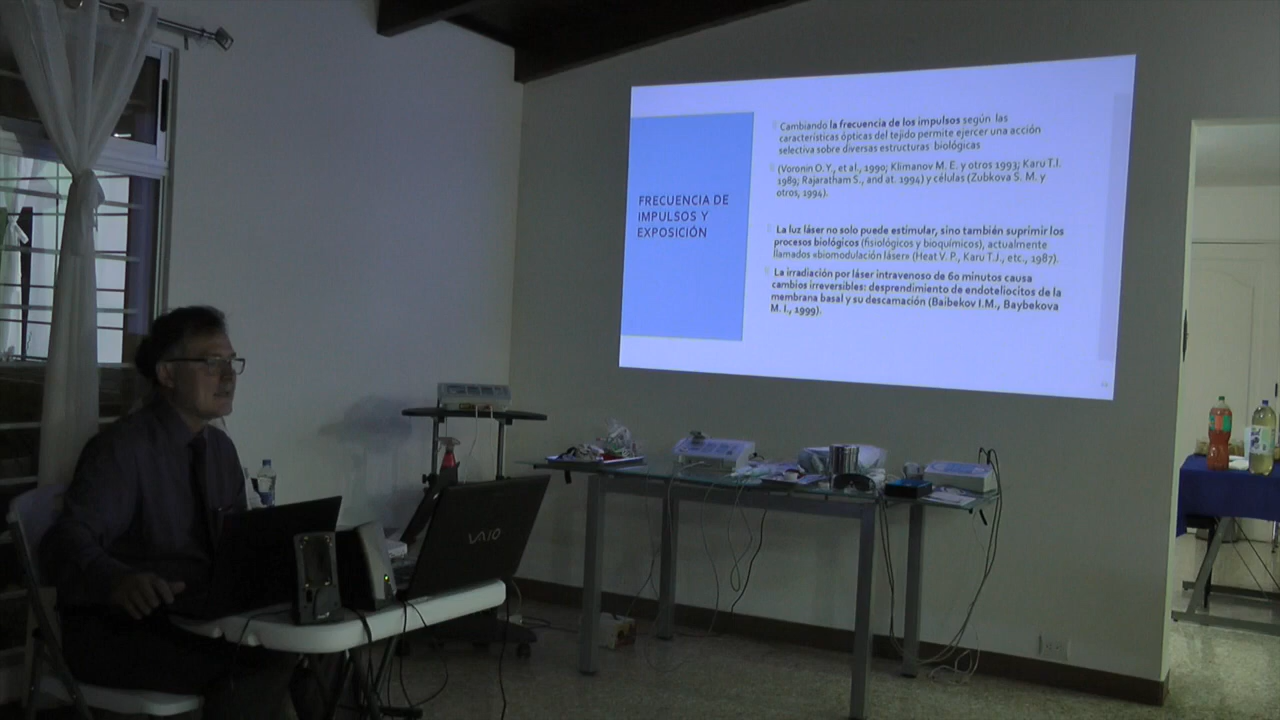 FRECUENCIA DE
IMPULSOS Y
EXPOSICIÓN
Cambiando la frecuencia de los impulsos según las
características ópticas del tejido permite ejercer una acción
selectiva sobre diversas estructuras biológicas
(Voronin O. Y., et al., 1990; Klimanov M. E. y otros 1993; Karu T.I.
1989; Rajaratham S., and at. 1994) y células (Zubkova S. M. y
otros, 1994).
La luz láser no solo puede estimular, sino también suprimir los
procesos biológicos (fisiológicos y bioquímicos), actualmente
llamados «biomodulación láser» (Heat V. P., Karu T.J., etc., 1987).
La irradiación por láser intravenoso de 60 minutos causa
cambios irreversibles: desprendimiento de endoteliocitos de la
membrana basal y su descamación (Baibekov I.M., Baybekova
M. I., 1999).
VAIO